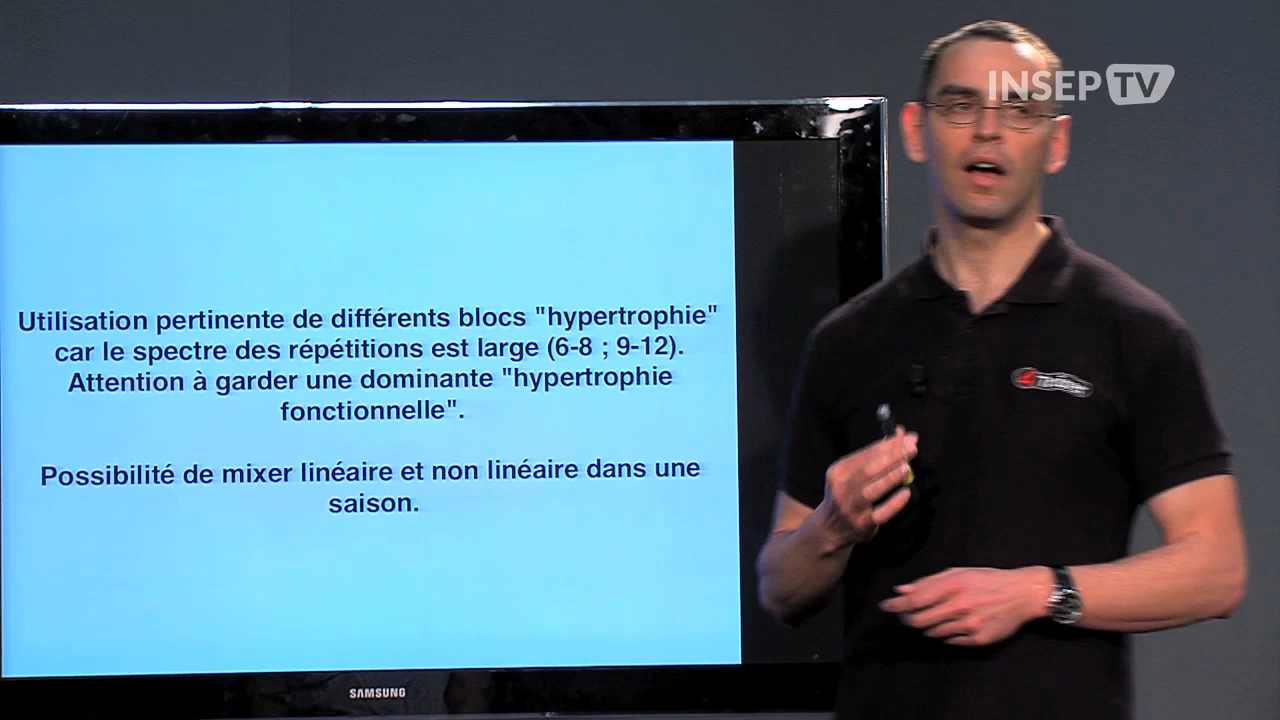 INSEP TV
Utilisation pertinente de différents blocs "hypertrophie"
car le spectre des répétitions est large (6-8 ; 9-12).
Attention à garder une dominante "hypertrophie
fonctionnelle".
Possibilité de mixer linéaire et non linéaire dans une
saison.
SAMSUNG